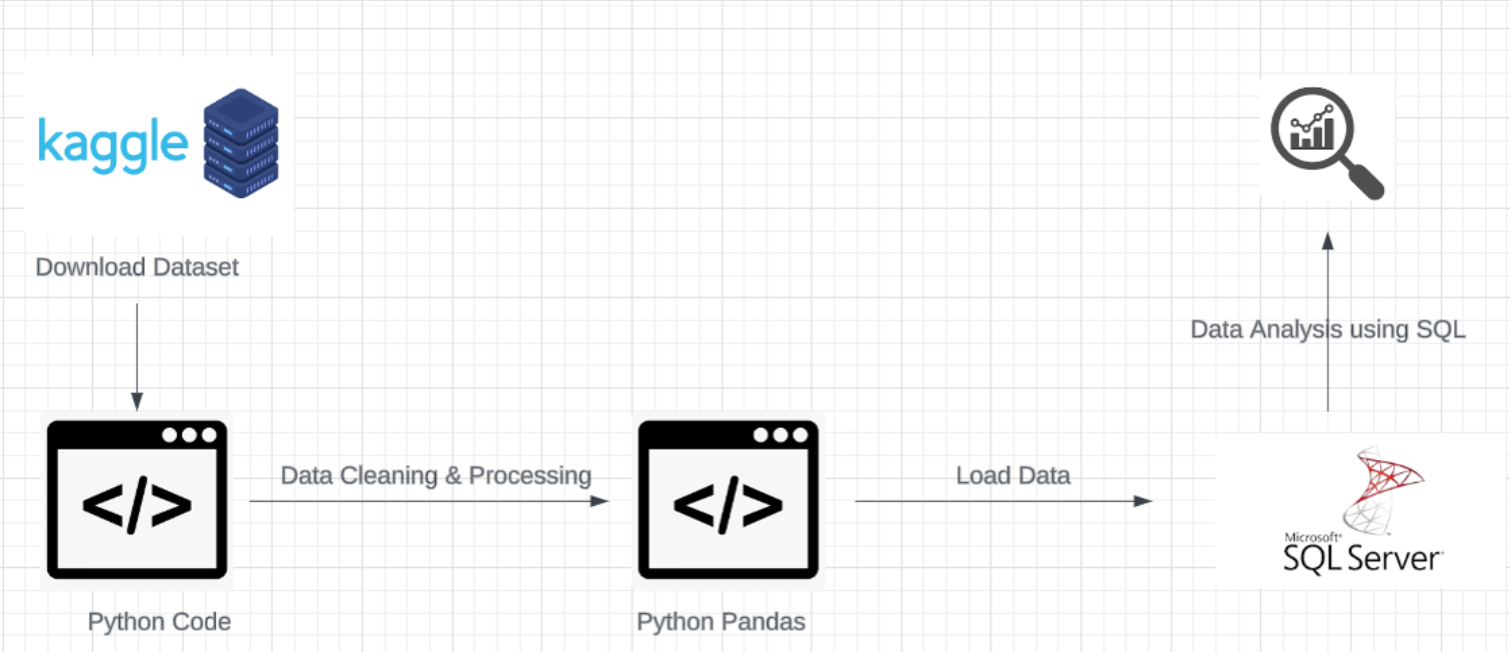 kaggle
Download Dataset
Data Analysis using SQL
</>
Data Cleaning & Processing
</>
Load Data
Microsoft®
SQL Server
Python Code
Python Pandas